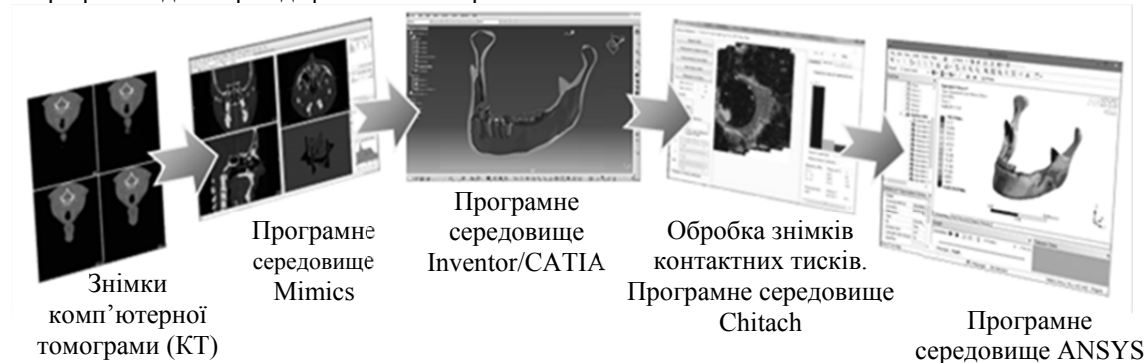 Знімки
комп’ютерної
томограми (КТ)
Програмне
середовище
Mimics
Програмне
середовище
Inventor/CATIA
Обробка знімків
контактних тисків.
Програмне середовище
Chitach
Програмне
середовище ANSYS